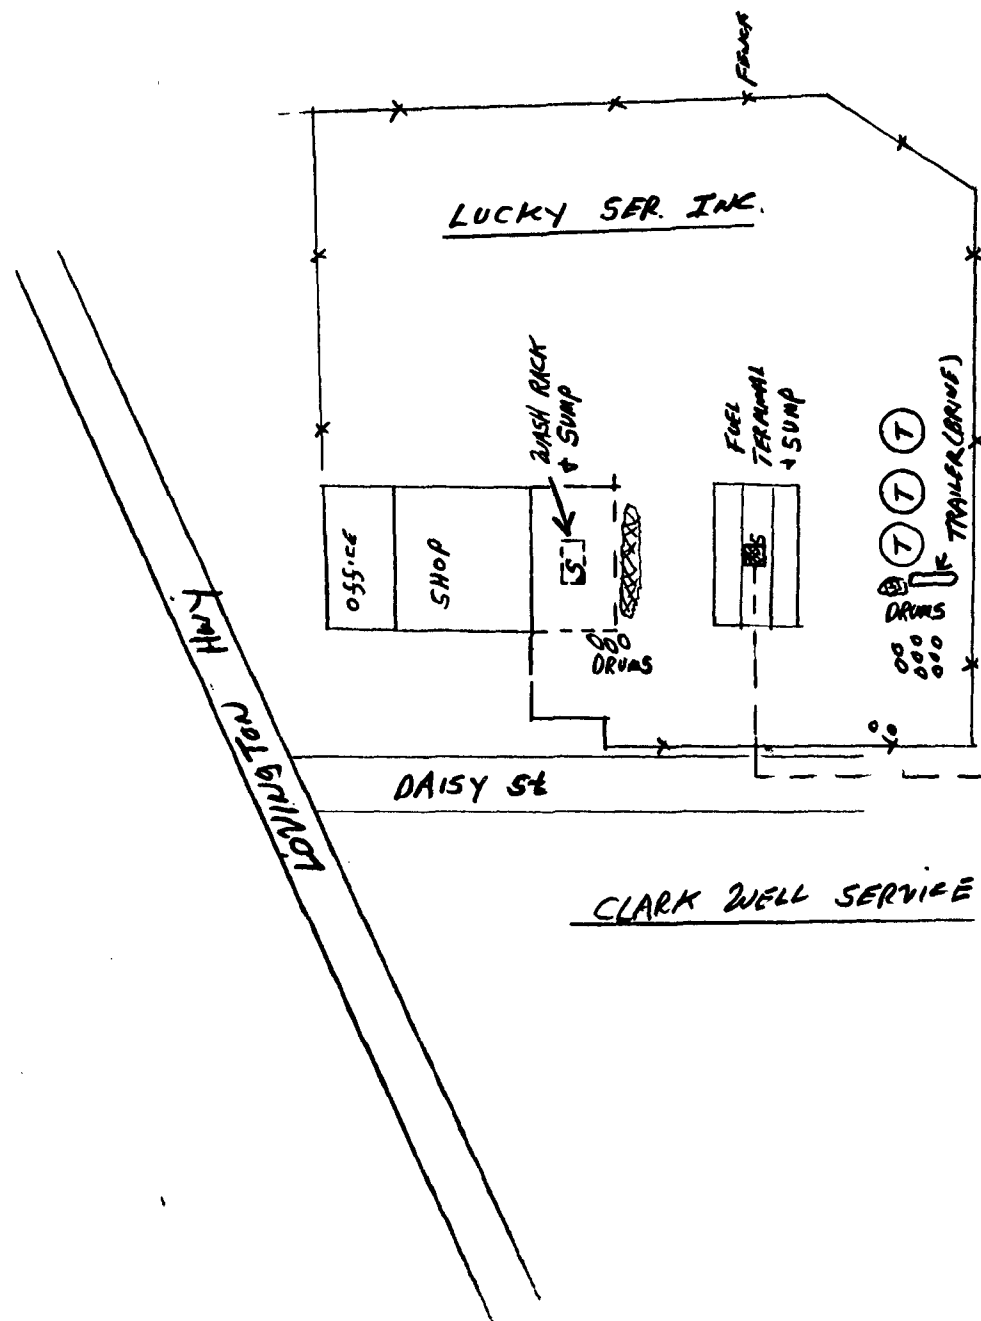 FENCE
LUCKY SER. INC.
WASH RACK
+ SUMP
FUEL
TERMINAL
+ SUMP
T
T
T
TRAILER (BRINE)
OFFICE
SHOP
S
S
DRUMS
DRUMS
LOVINGTON HWY
DAISY St
CLARK WELL SERVICE